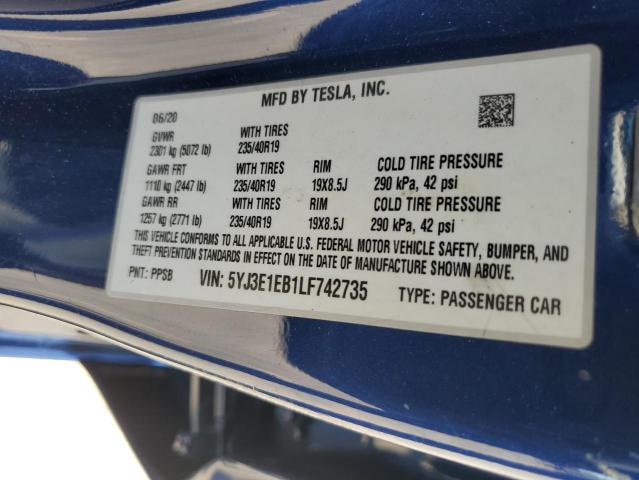 MFD BY TESLA, INC.
06/20
GVWR WITH TIRES
2301 kg (5072 lb) 235/40R19
GAWR FRT WITH TIRES RIM COLD TIRE PRESSURE
1110 kg (2447 lb) 235/40R19 19X8.5J 290 kPa, 42 psi
GAWR RR WITH TIRES RIM COLD TIRE PRESSURE
1257 kg (2771 lb) 235/40R19 19X8.5J 290 kPa, 42 psi
THIS VEHICLE CONFORMS TO ALL APPLICABLE U.S. FEDERAL MOTOR VEHICLE SAFETY, BUMPER, AND
THEFT PREVENTION STANDARDS IN EFFECT ON THE DATE OF MANUFACTURE SHOWN ABOVE.
PNT: PPSB VIN: 5YJ3E1EB1LF742735 TYPE: PASSENGER CAR